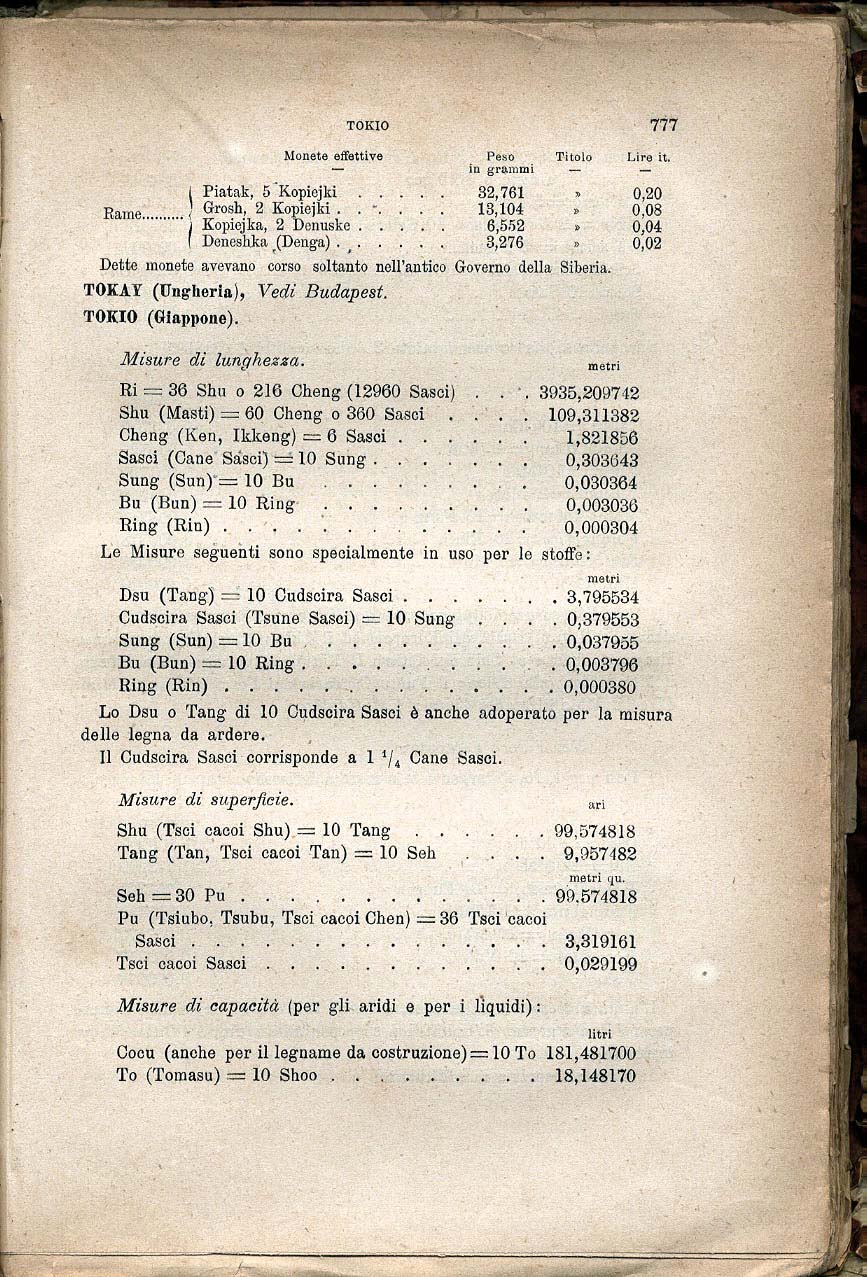 TOKIO 777
Monete effettive Peso in grammi Titolo Lire it.
Piatak, 5 Kopiejki . . . . . 32,761 » 0,20
Rame.......... Grosh, 2 Kopiejki . . . . . . 13,104 » 0,08
Kopiejka, 2 Denuske . . . . . 6,552 » 0,04
Deneshka (Denga) . . . . . . 3,276 » 0,02
Dette monete avevano corso soltanto nell'antico Governo della Siberia.
TOKAY (Ungheria), Vedi Budapest.
TOKIO (Giappone).
Misure di lunghezza.
metri
Ri = 36 Shu o 216 Cheng (12960 Sasci) . . . 3935,209742
Shu (Masti) = 60 Cheng o 360 Sasci . . . . 109,311382
Cheng (Ken, Ikkeng) = 6 Sasci . . . . . . 1,821856
Sasci (Cane Sasci) = 10 Sung . . . . . . . 0,303643
Sung (Sun) = 10 Bu . . . . . . . . . 0,030364
Bu (Bun) = 10 Ring . . . . . . . . . 0,003036
Ring (Rin) . . . . . . . . . . . . . 0,000304
Le Misure seguenti sono specialmente in uso per le stoffe:
metri
Dsu (Tang) = 10 Cudscira Sasci . . . . . . . 3,795534
Cudscira Sasci (Tsune Sasci) = 10 Sung . . . . 0,379553
Sung (Sun) = 10 Bu . . . . . . . . . . . 0,037955
Bu (Bun) = 10 Ring . . . . . . . . . . . 0,003796
Ring (Rin) . . . . . . . . . . . . . . 0,000380
Lo Dsu o Tang di 10 Cudscira Sasci è anche adoperato per la misura
delle legna da ardere.
Il Cudscira Sasci corrisponde a 1 1/4 Cane Sasci.
Misure di superficie.
ari
Shu (Tsci cacoi Shu) = 10 Tang . . . . . . 99,574818
Tang (Tan, Tsci cacoi Tan) = 10 Seh . . . . 9,957482
metri qu.
Seh = 30 Pu . . . . . . . . . . . . . 99,574818
Pu (Tsiubo, Tsubu, Tsci cacoi Chen) = 36 Tsci cacoi
Sasci . . . . . . . . . . . . . . . 3,319161
Tsci cacoi Sasci . . . . . . . . . . . . 0,029199
Misure di capacità (per gli aridi e per i liquidi):
litri
Cocu (anche per il legname da costruzione) = 10 To 181,481700
To (Tomasu) = 10 Shoo . . . . . . . . . 18,148170